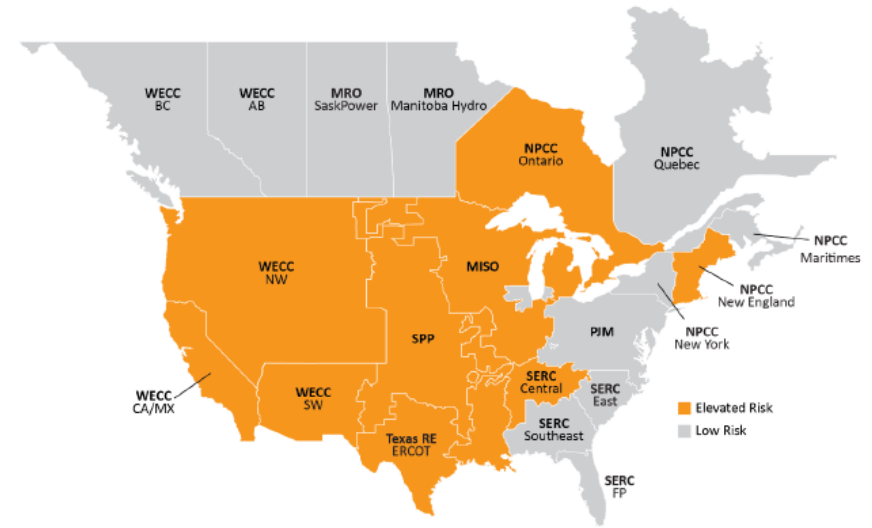 WECC
BC
WECC
AB
MRO
SaskPower
MRO
Manitoba Hydro
NPCC
Ontario
NPCC
Quebec
NPCC
Maritimes
WECC
NW
MISO
NPCC
New England
SPP
PJM
NPCC
New York
WECC
CA/MX
WECC
SW
SERC
Central
SERC
East
Texas RE
ERCOT
SERC
Southeast
SERC
FP
Elevated Risk
Low Risk